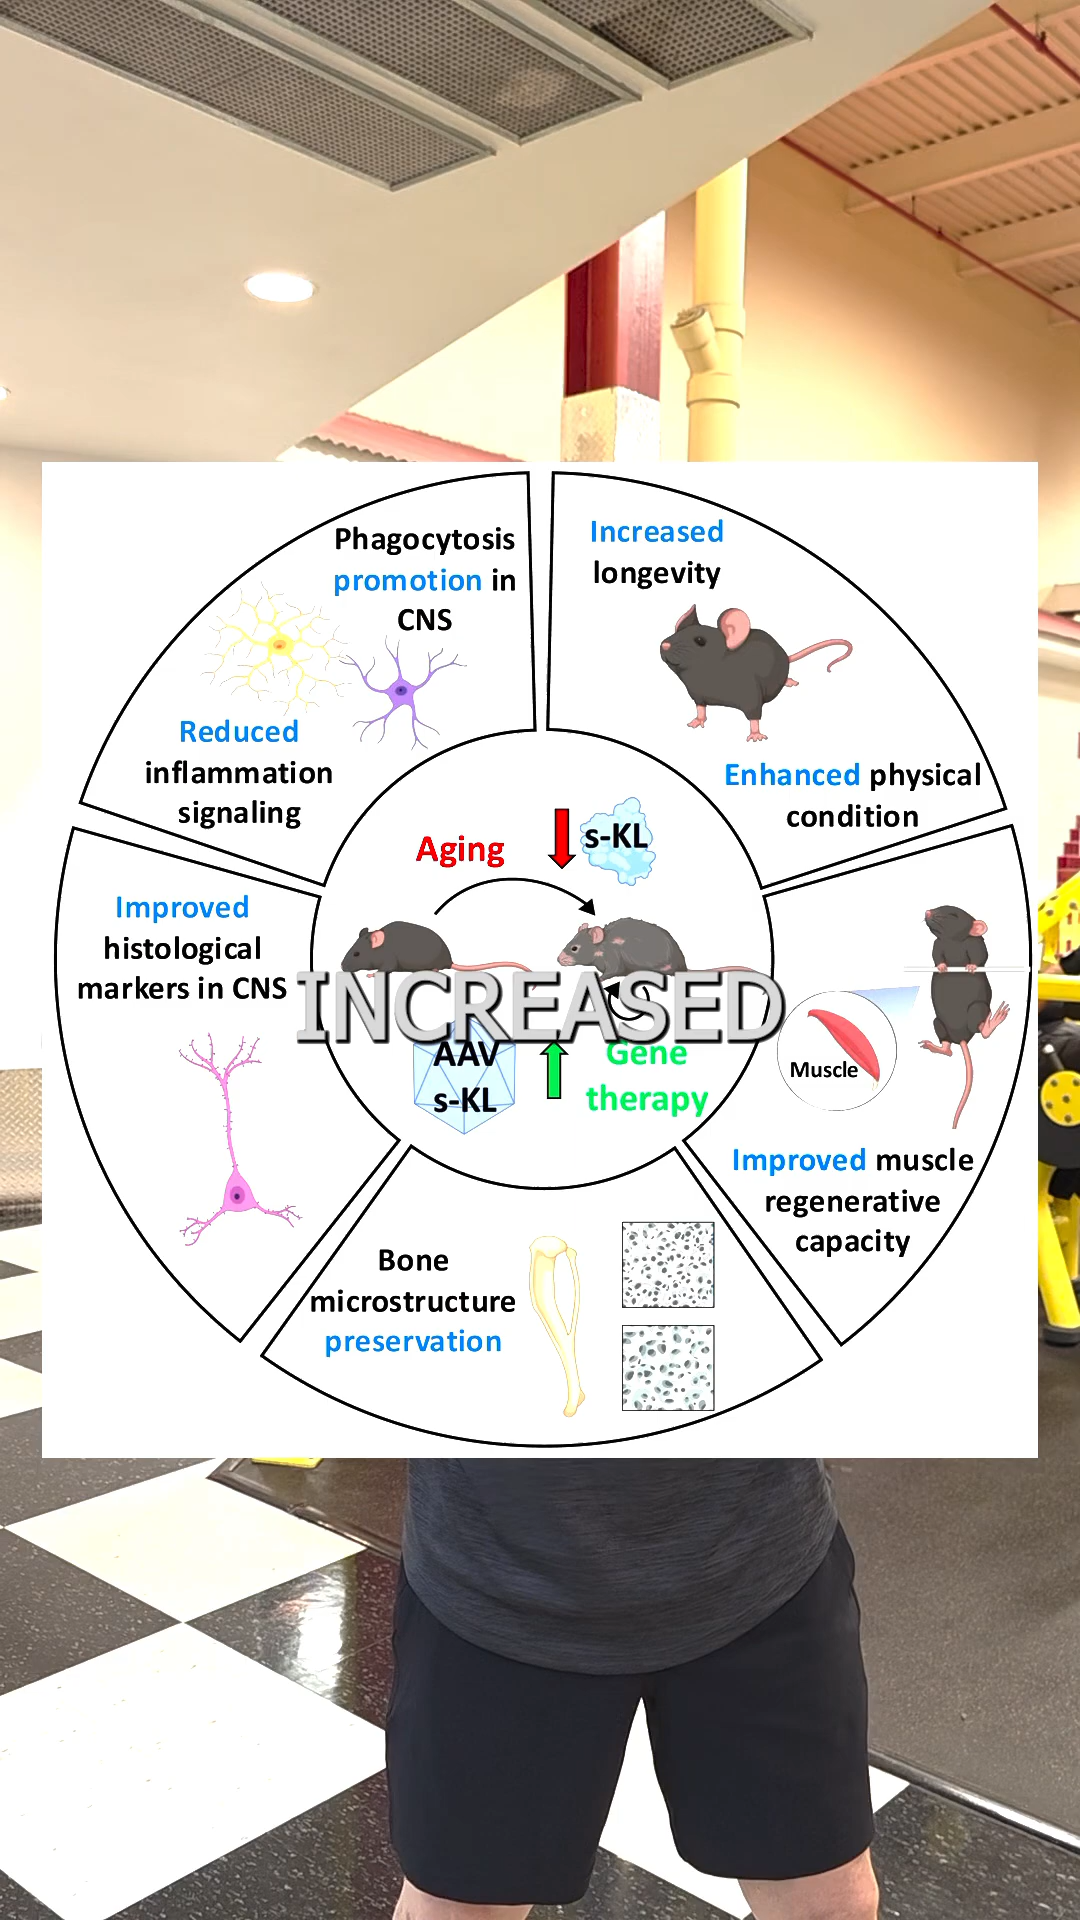 Phagocytosis
promotion in
CNS
Reduced
inflammation
signaling
Increased
longevity
Enhanced physical
condition
Aging
s-KL
Improved
histological
markers in CNS
INCREASED
AAV
s-KL
Gene
therapy
Muscle
Improved muscle
regenerative
capacity
Bone
microstructure
preservation